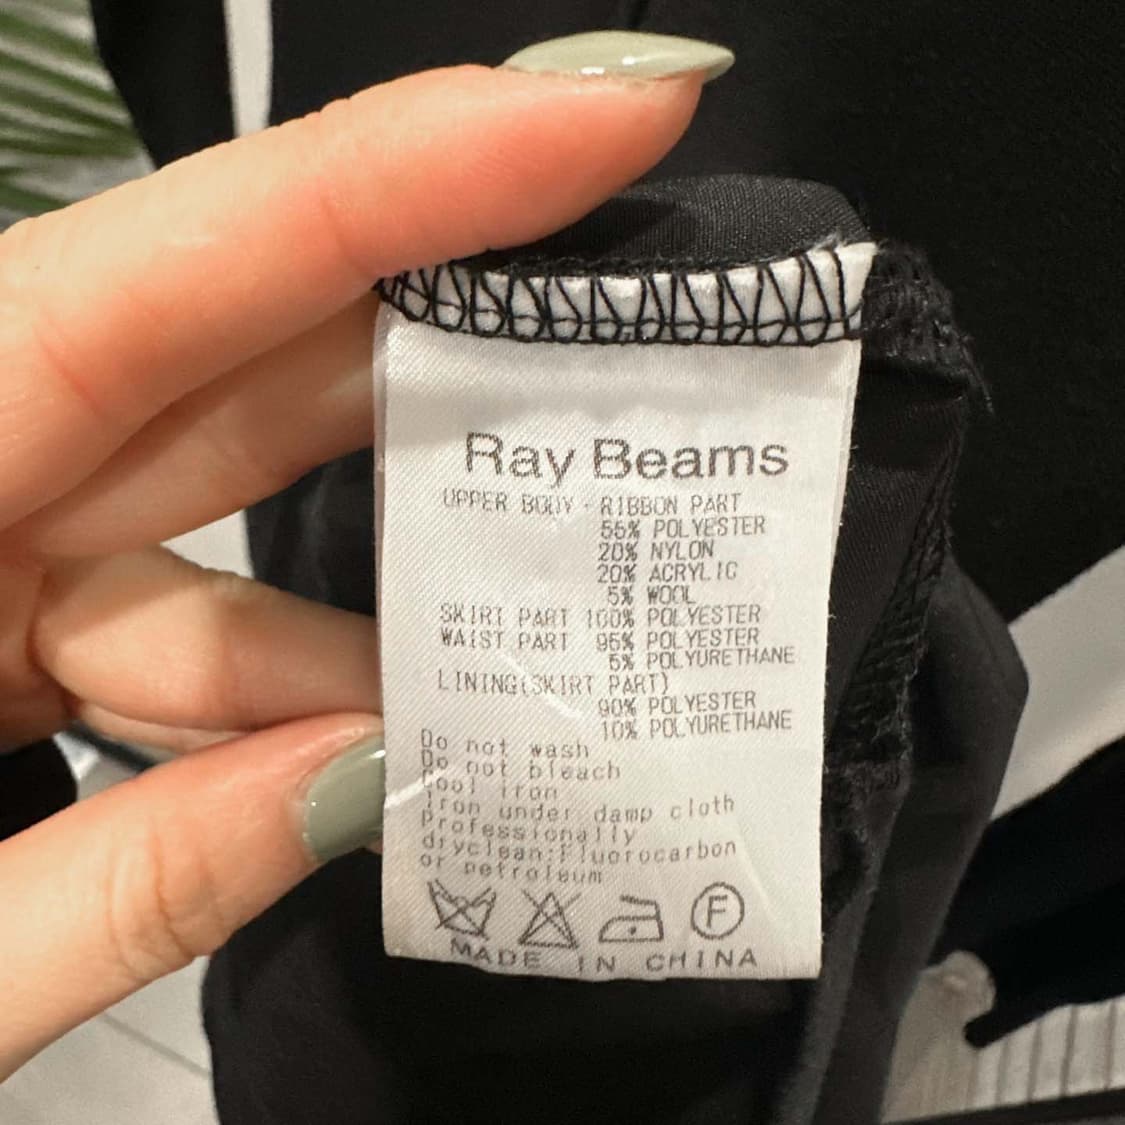 Ray Beams
UPPER BODY · RIBBON PART
55% POLYESTER
20% NYLON
20% ACRYLIC
5% WOOL
SKIRT PART 100% POLYESTER
WAIST PART 95% POLYESTER
5% POLYURETHANE
LINING(SKIRT PART)
90% POLYESTER
10% POLYURETHANE
Do not wash
Do not bleach
Cool iron
Iron under damp cloth
Professionally
dryclean:Fluorocarbon
or petroleum
F
MADE IN CHINA